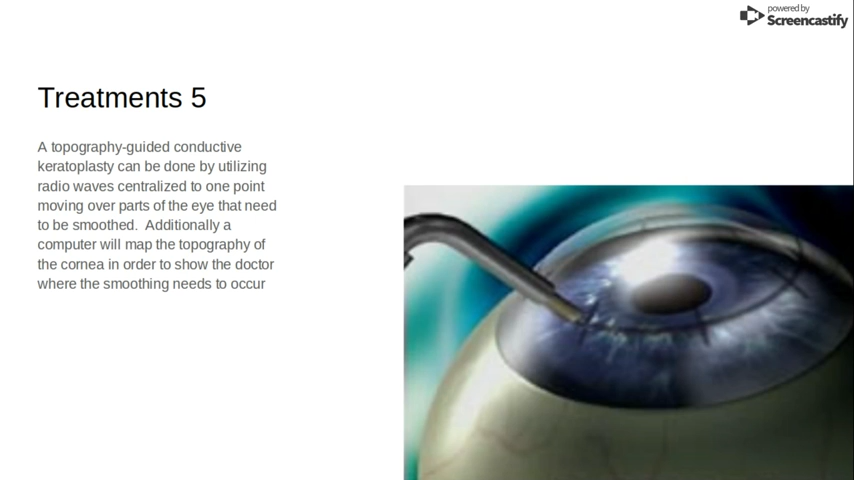 powered by
Screencastify
Treatments 5
A topography-guided conductive
keratoplasty can be done by utilizing
radio waves centralized to one point
moving over parts of the eye that need
to be smoothed.  Additionally a
computer will map the topography of
the cornea in order to show the doctor
where the smoothing needs to occur